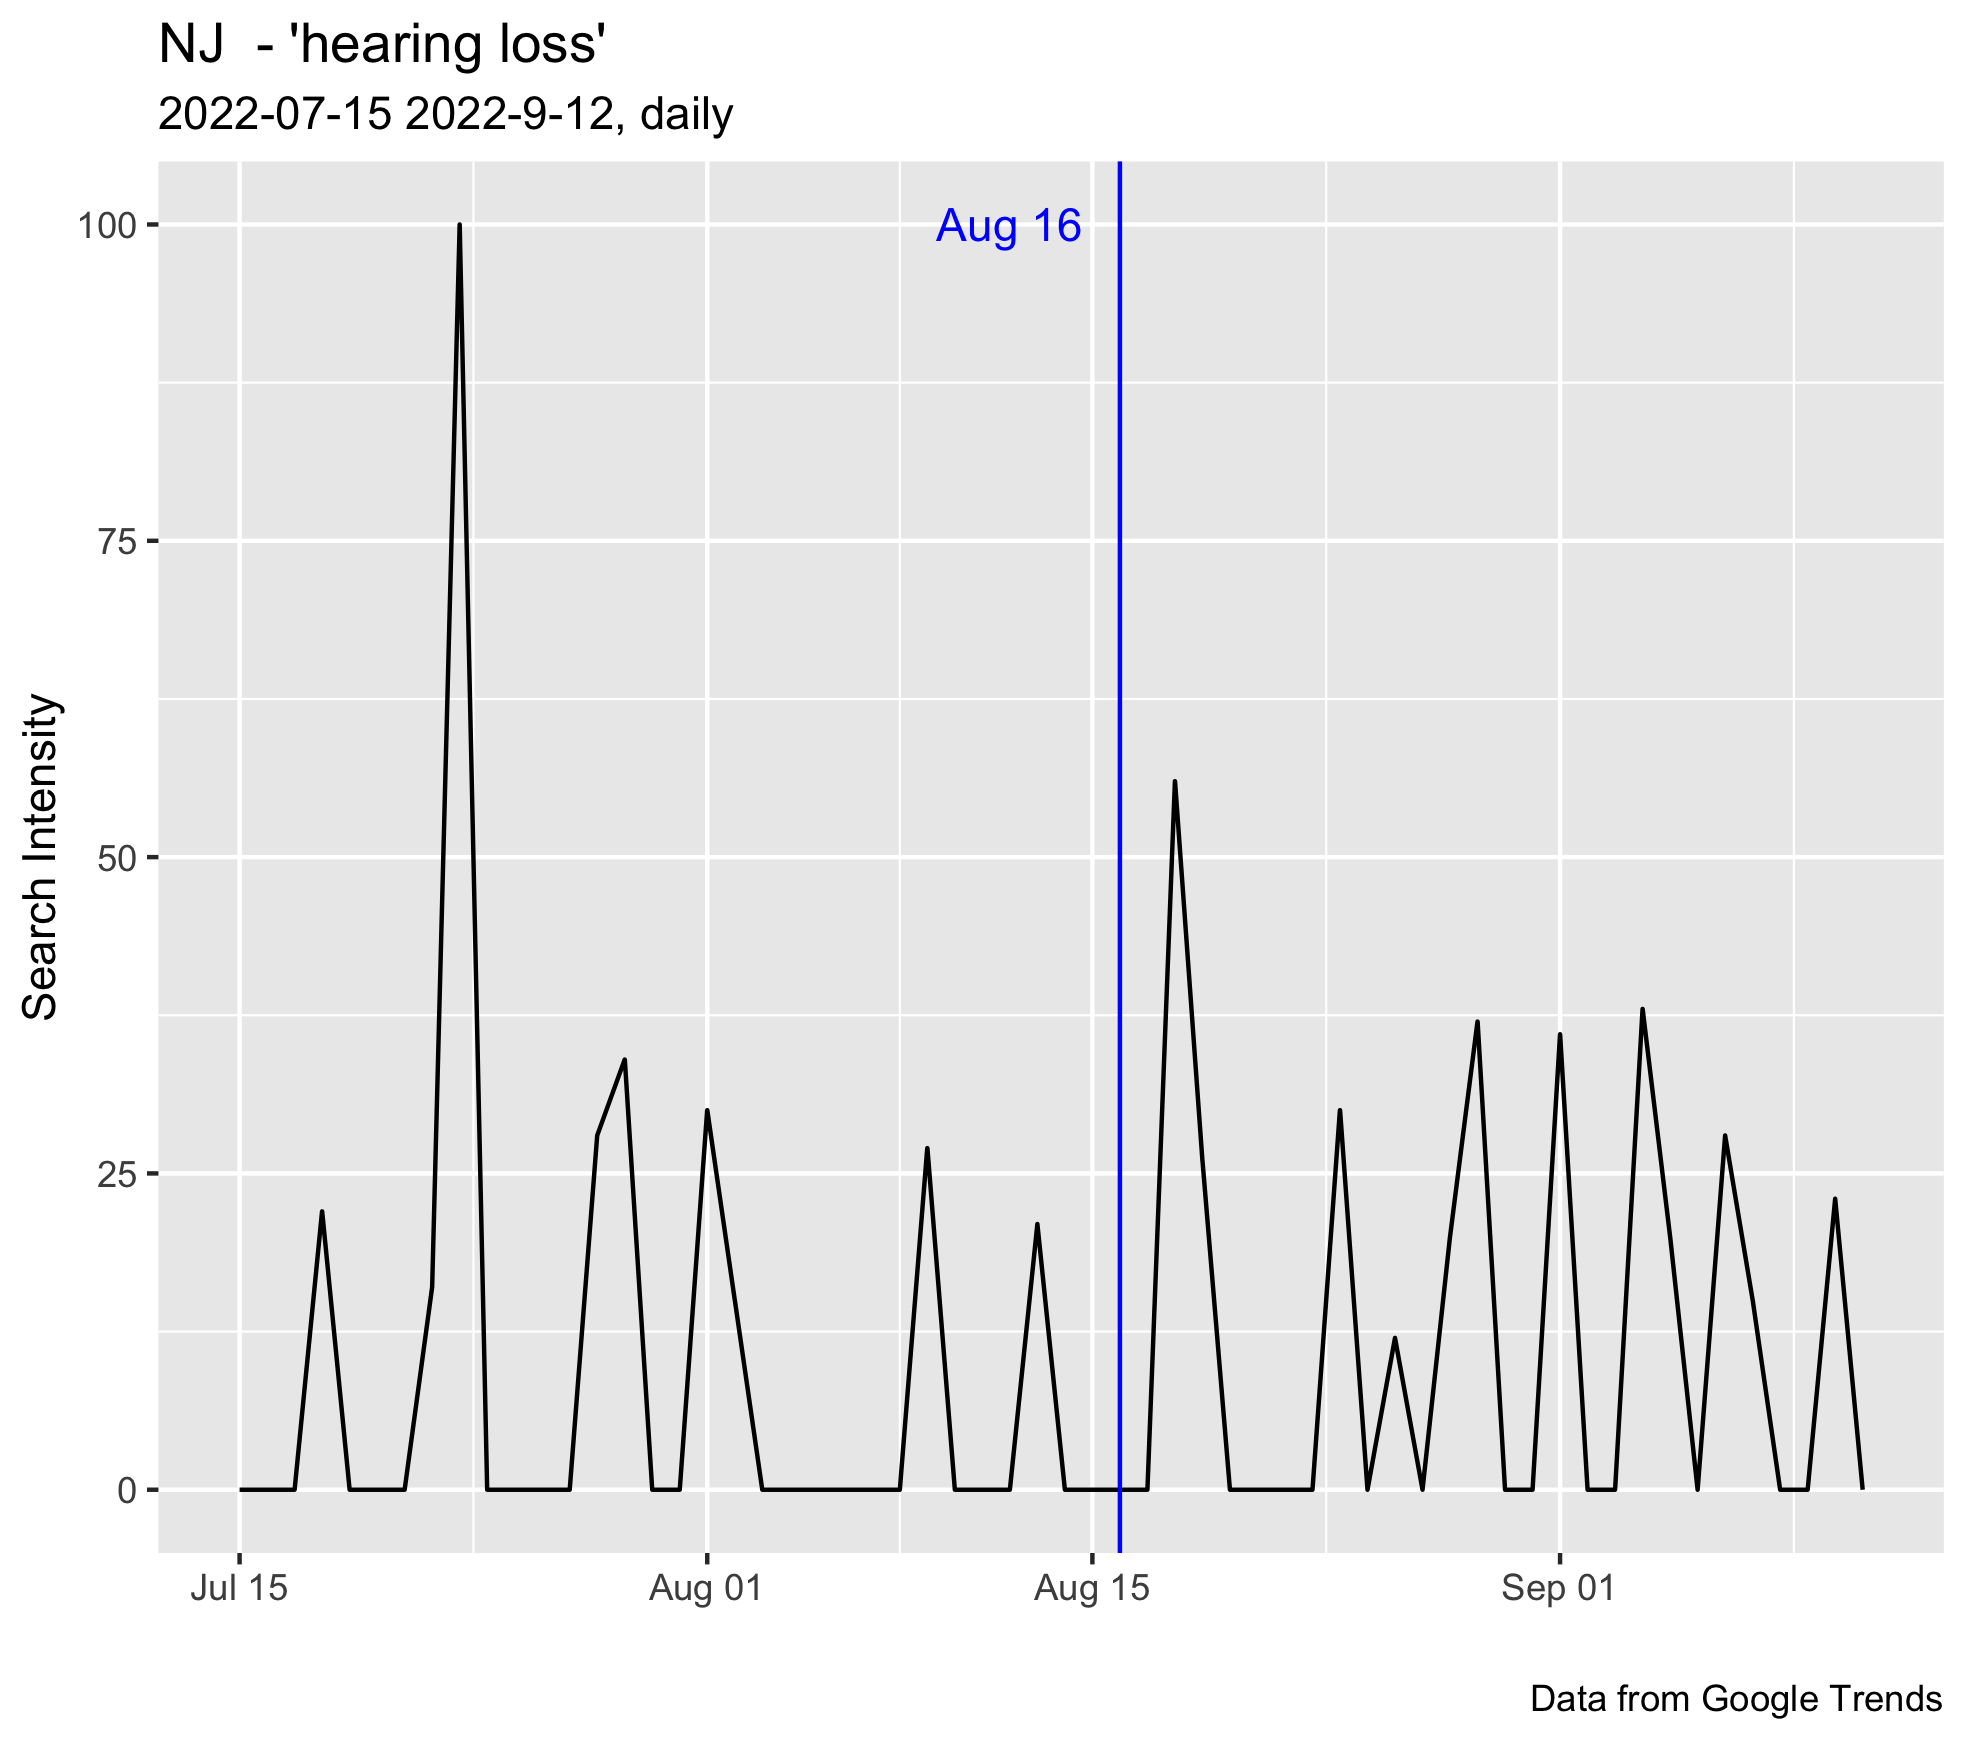 NJ  - 'hearing loss'
2022-07-15 2022-9-12, daily
Aug 16
100
75
50
25
0
Search Intensity
Jul 15
Aug 01
Aug 15
Sep 01
Data from Google Trends